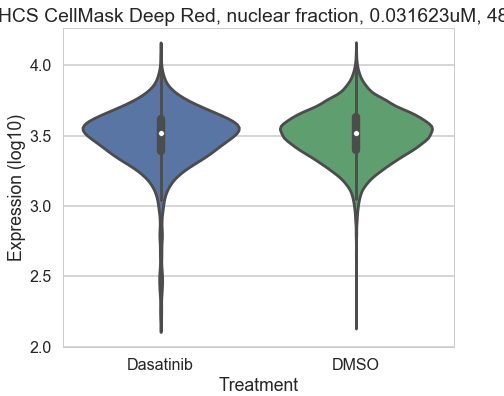 HCS CellMask Deep Red, nuclear fraction, 0.031623uM, 48
4.0
3.5
3.0
2.5
2.0
Expression (log10)
Dasatinib
DMSO
Treatment